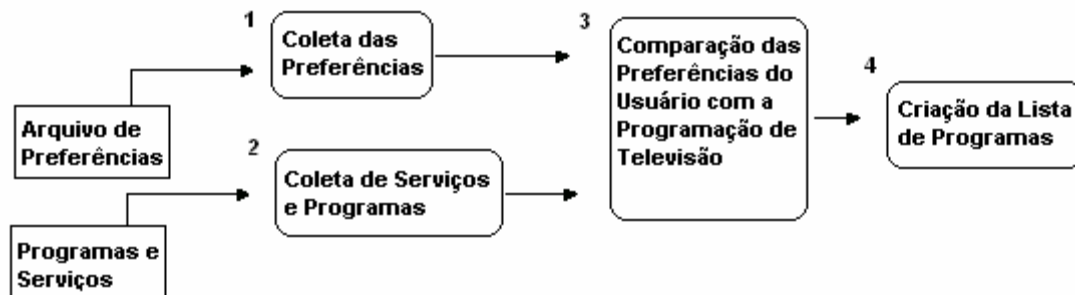 1
Coleta das
Preferências
Arquivo de
Preferências
2
Coleta de Serviços
e Programas
Programas e
Serviços
3
Comparação das
Preferências do
Usuário com a
Programação de
Televisão
4
Criação da Lista
de Programas